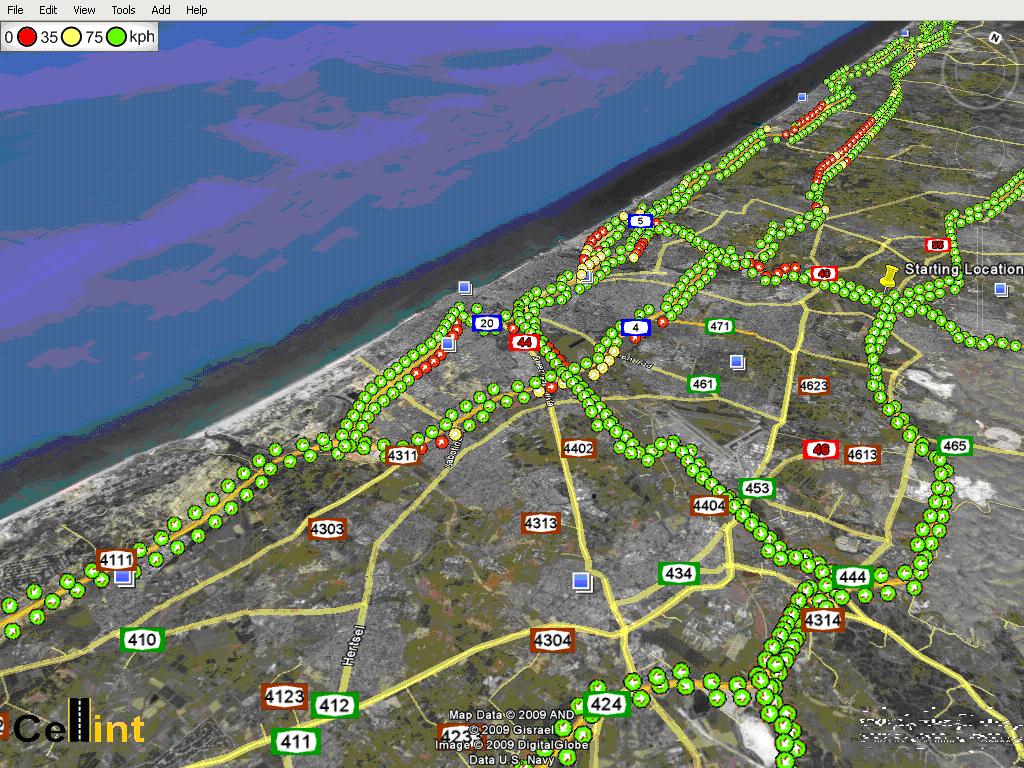 File Edit View Tools Add Help
0 35 75 kph
N
5
40
Starting Location
20
4
471
44
461
4623
4402
4311
4613
465
453
4404
4303
4313
4111
434
444
4314
410
4304
Hertsel
4123
412
424
411
Map Data © 2009 AND
© 2009 Gisrael
Image © 2009 DigitalGlobe
Data U.S. Navy
Cellint